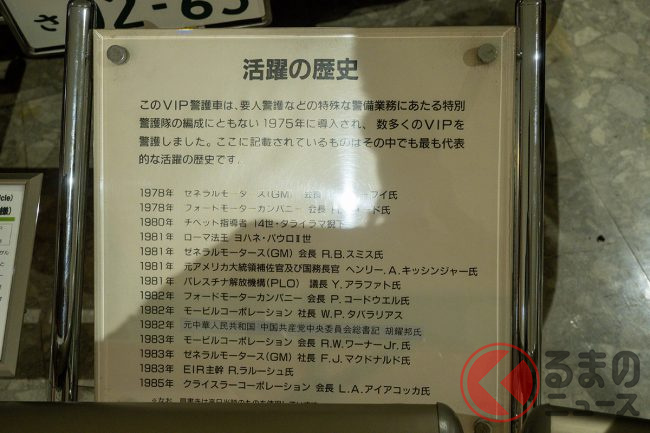 さ
02-63
活躍の歴史
このVIP警護車は、要人警護などの特殊な警備業務にあたる特別
警護隊の編成にともない1975年に導入され、数多くのVIPを
警護しました。ここに記載されているものはその中でも最も代表
的な活躍の歴史です.
1978年 ゼネラルモータース(GM) 会長
1978年 フォードモーターカンパニー 会長
1980年 チベット指導者 14世・ダライラマ猊下
1981年 ローマ法王 ヨハネ・パウロⅡ世
1981年 ゼネラルモータース(GM) 会長 R.B.スミス氏
1981年 元アメリカ大統領補佐官及び国務長官 ヘンリー.A.キッシンジャー氏
1981年 パレスチナ解放機構(PLO) 議長 Y.アラファト氏
1982年 フォードモーターカンパニー 会長 P.コードウエル氏
1982年 モービルコーポレーション 社長 W.P.タバラリアス
1982年 元中華人民共和国 中国共産党中央委員会総書記 胡耀邦氏
1983年 モービルコーポレーション 会長 R.W.ワーナーJr.氏
1983年 ゼネラルモータース(GM) 社長 F.J.マクドナルド氏
1983年 EIR主幹 R.ラルーシュ氏
1985年 クライスラーコーポレーション 会長 L.A.アイアコッカ氏
くるまの
ニュース